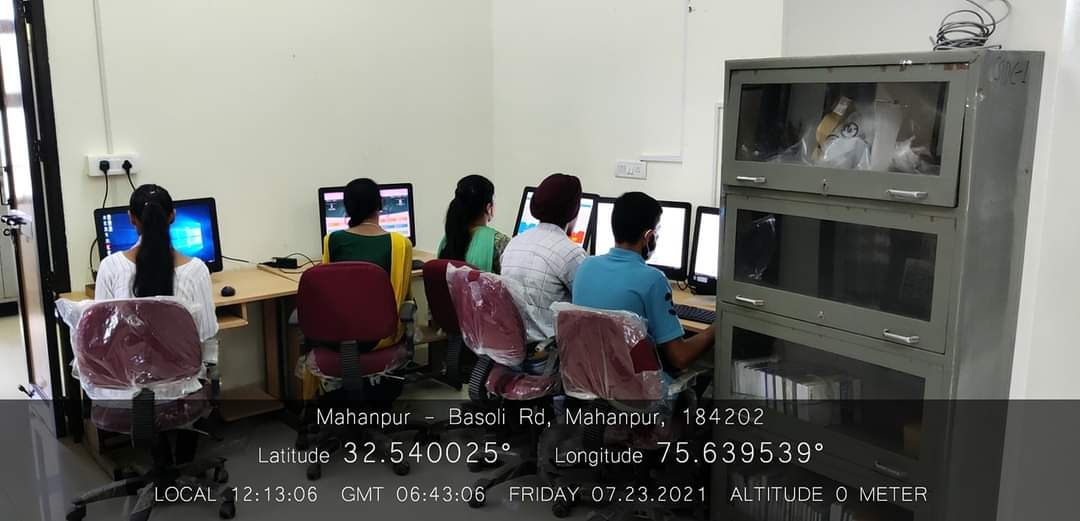 Mahanpur - Basoli Rd, Mahanpur, 184202
Latitude 32.540025° Longitude 75.639539°
LOCAL 12:13:06 GMT 06:43:06 FRIDAY 07.23.2021 ALTITUDE 0 METER